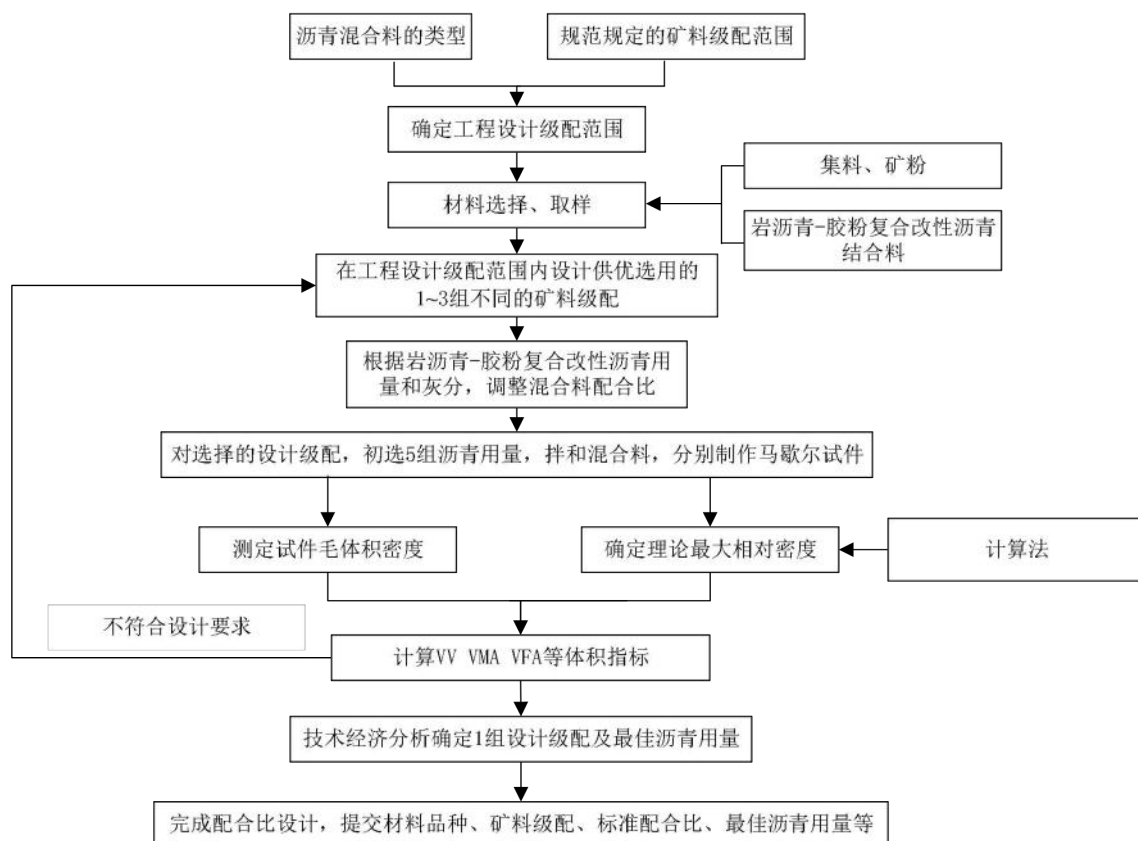 沥青混合料的类型
规范规定的矿料级配范围
确定工程设计级配范围
集料、矿粉
材料选择、取样
岩沥青-胶粉复合改性沥青
结合料
在工程设计级配范围内设计供优选用的
1~3组不同的矿料级配
根据岩沥青-胶粉复合改性沥青用
量和灰分，调整混合料配合比
对选择的设计级配，初选5组沥青用量，拌和混合料，分别制作马歇尔试件
测定试件毛体积密度
确定理论最大相对密度
计算法
不符合设计要求
计算VV VMA VFA等体积指标
技术经济分析确定1组设计级配及最佳沥青用量
完成配合比设计，提交材料品种、矿料级配、标准配合比、最佳沥青用量等